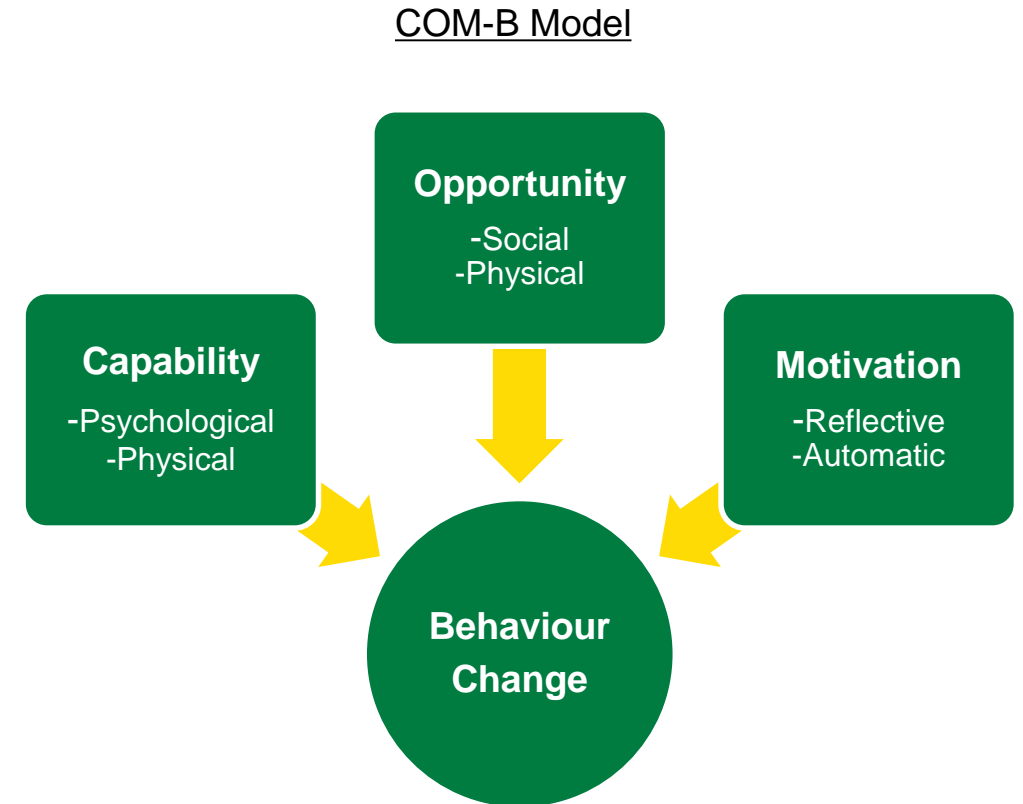 COM-B Model
Opportunity
-Social
-Physical
Capability
-Psychological
-Physical
Motivation
-Reflective
-Automatic
Behaviour
Change